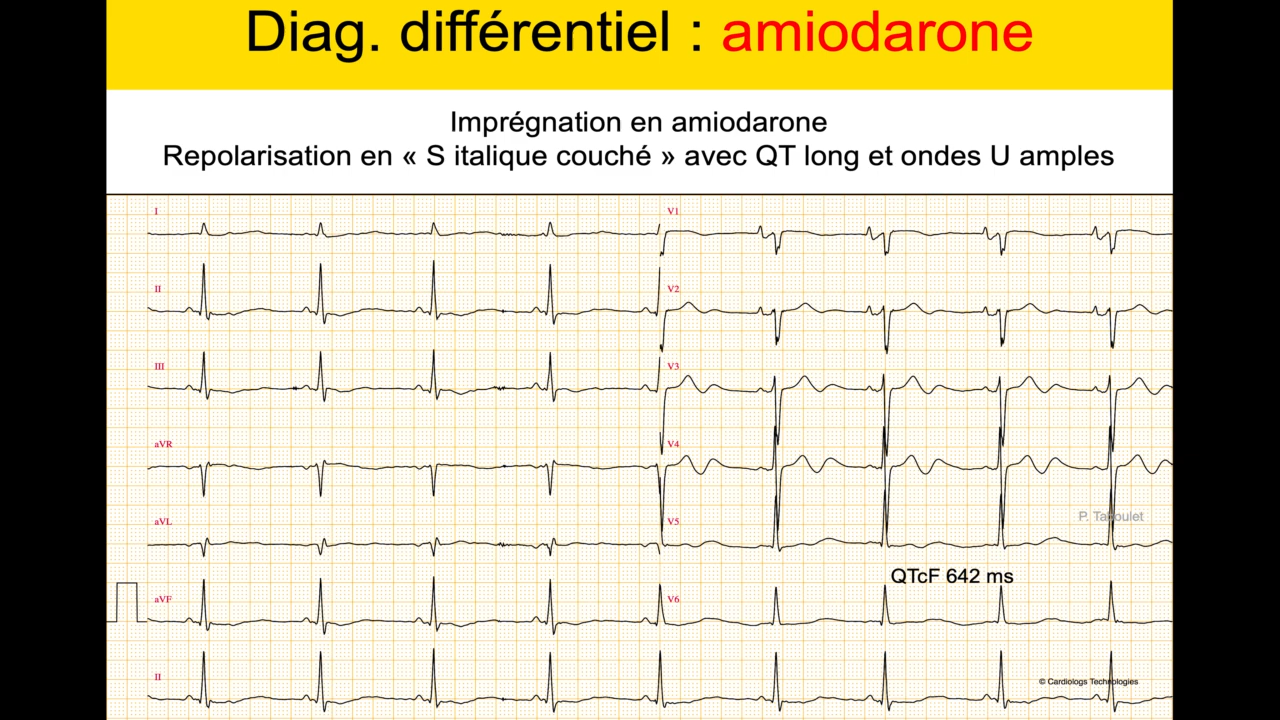 Diag. différentiel : amiodarone
Imprégnation en amiodarone
Repolarisation en « S italique couché » avec QT long et ondes U amples
I
V1
II
V2
III
V3
aVR
V4
aVL
V5
P. Taboulet
QTcF 642 ms
aVF
V6
II
© Cardiologs Technologies